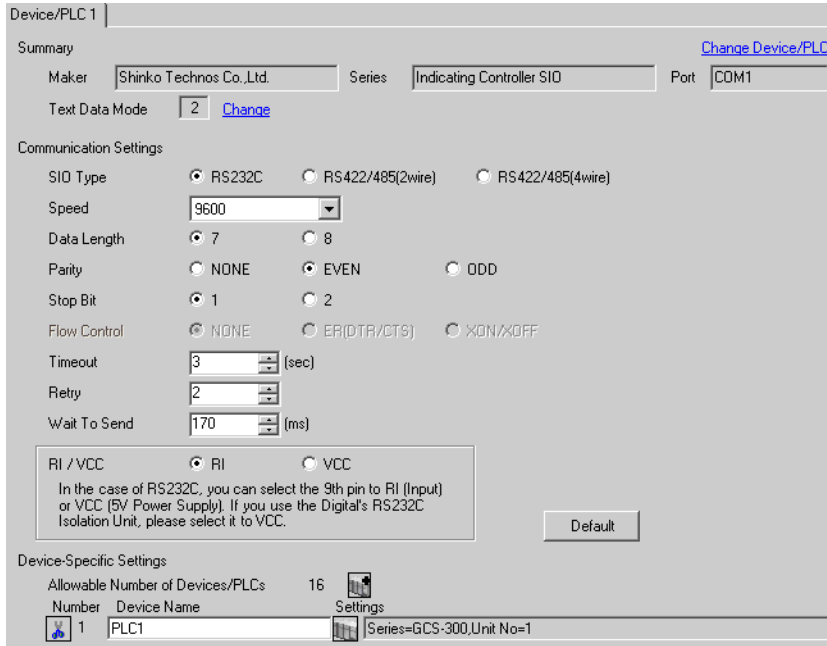 Device/PLC 1
Summary Change Device/PLC
Maker Shinko Technos Co.,Ltd. Series Indicating Controller SIO Port COM1
Text Data Mode 2 Change
Communication Settings
SIO Type RS232C RS422/485(2wire) RS422/485(4wire)
Speed 9600
Data Length 7 8
Parity NONE EVEN ODD
Stop Bit 1 2
Flow Control NONE ER(DTR/CTS) XON/XOFF
Timeout 3 (sec)
Retry 2
Wait To Send 170 (ms)
RI / VCC RI VCC
In the case of RS232C, you can select the 9th pin to RI (Input)
or VCC (5V Power Supply). If you use the Digital's RS232C
Isolation Unit, please select it to VCC.
Default
Device-Specific Settings
Allowable Number of Devices/PLCs 16
Number Device Name Settings
1 PLC1 Series=GCS-300,Unit No=1